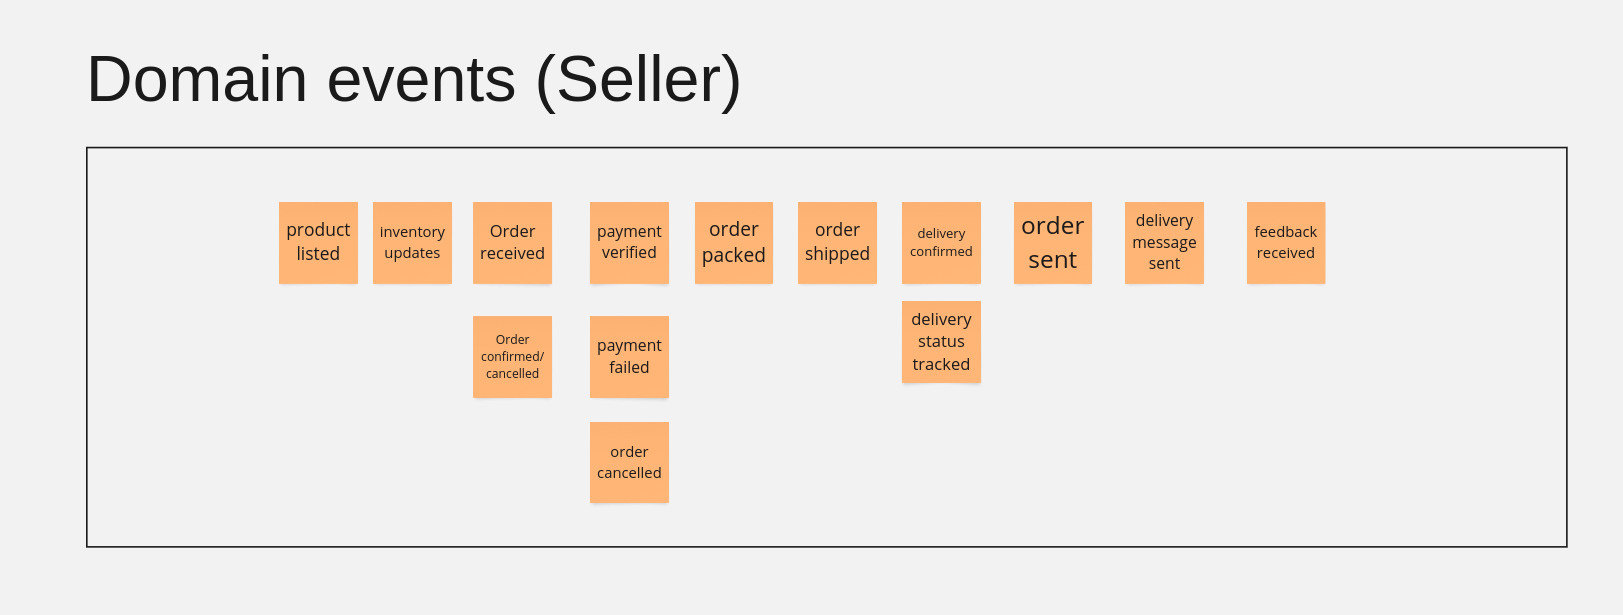 Domain events (Seller)
product
listed
inventory
updates
Order
received
payment
verified
order
packed
order
shipped
delivery
confirmed
order
sent
delivery
message
sent
feedback
received
Order
confirmed/
cancelled
payment
failed
delivery
status
tracked
order
cancelled